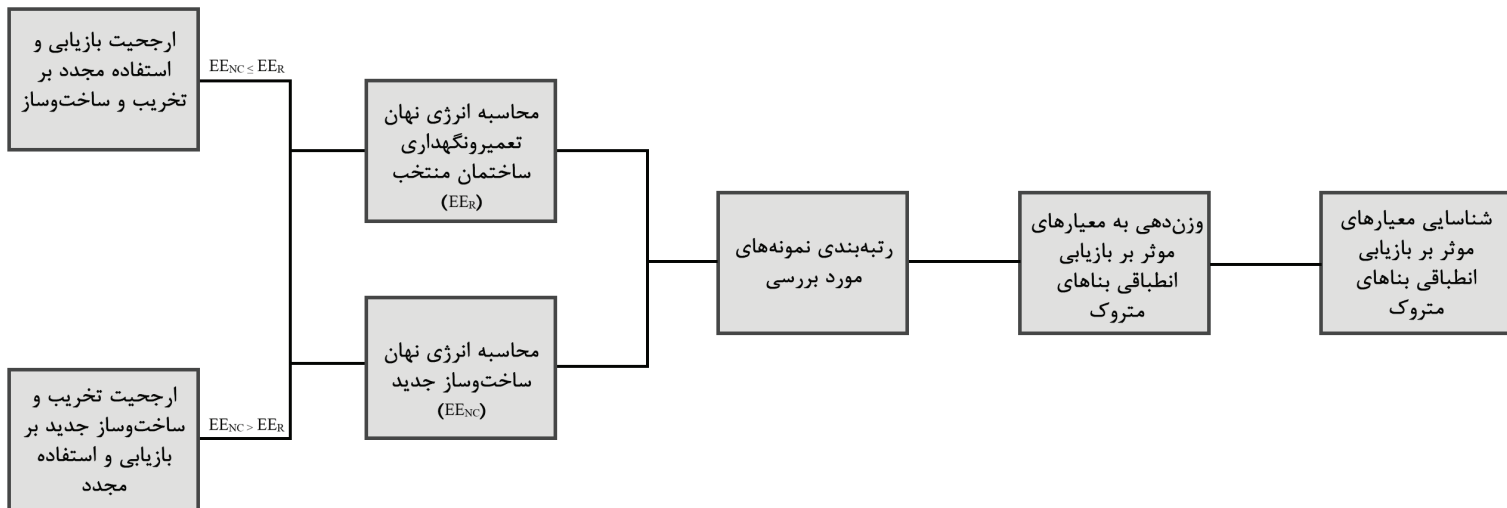 شناسایی معیارهای
موثر بر بازیابی
انطباقی بناهای
متروک
وزن‌دهی به معیارهای
موثر بر بازیابی
انطباقی بناهای
متروک
رتبه‌بندی نمونه‌های
مورد بررسی
محاسبه انرژی نهان
تعمیرونگهداری
ساختمان منتخب
(EER)
محاسبه انرژی نهان
ساخت‌وساز جدید
(EENC)
EENC ≤ EER
ارجحیت بازیابی و
استفاده مجدد بر
تخریب و ساخت‌وساز
EENC > EER
ارجحیت تخریب و
ساخت‌وساز جدید بر
بازیابی و استفاده
مجدد